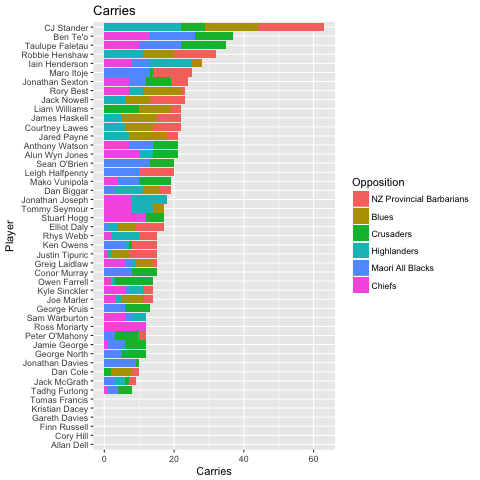 Carries
CJ Stander
Ben Te'o
Taulupe Faletau
Robbie Henshaw
Iain Henderson
Maro Itoje
Jonathan Sexton
Rory Best
Jack Nowell
Liam Williams
James Haskell
Courtney Lawes
Jared Payne
Anthony Watson
Alun Wyn Jones
Sean O'Brien
Leigh Halfpenny
Mako Vunipola
Dan Biggar
Jonathan Joseph
Tommy Seymour
Stuart Hogg
Elliot Daly
Rhys Webb
Ken Owens
Justin Tipuric
Greig Laidlaw
Conor Murray
Owen Farrell
Kyle Sinckler
Joe Marler
George Kruis
Sam Warburton
Ross Moriarty
Peter O'Mahony
Jamie George
George North
Jonathan Davies
Dan Cole
Jack McGrath
Tadhg Furlong
Tomas Francis
Kristian Dacey
Gareth Davies
Finn Russell
Cory Hill
Allan Dell
Player
0 20 40 60
Carries
Opposition
NZ Provincial Barbarians
Blues
Crusaders
Highlanders
Maori All Blacks
Chiefs